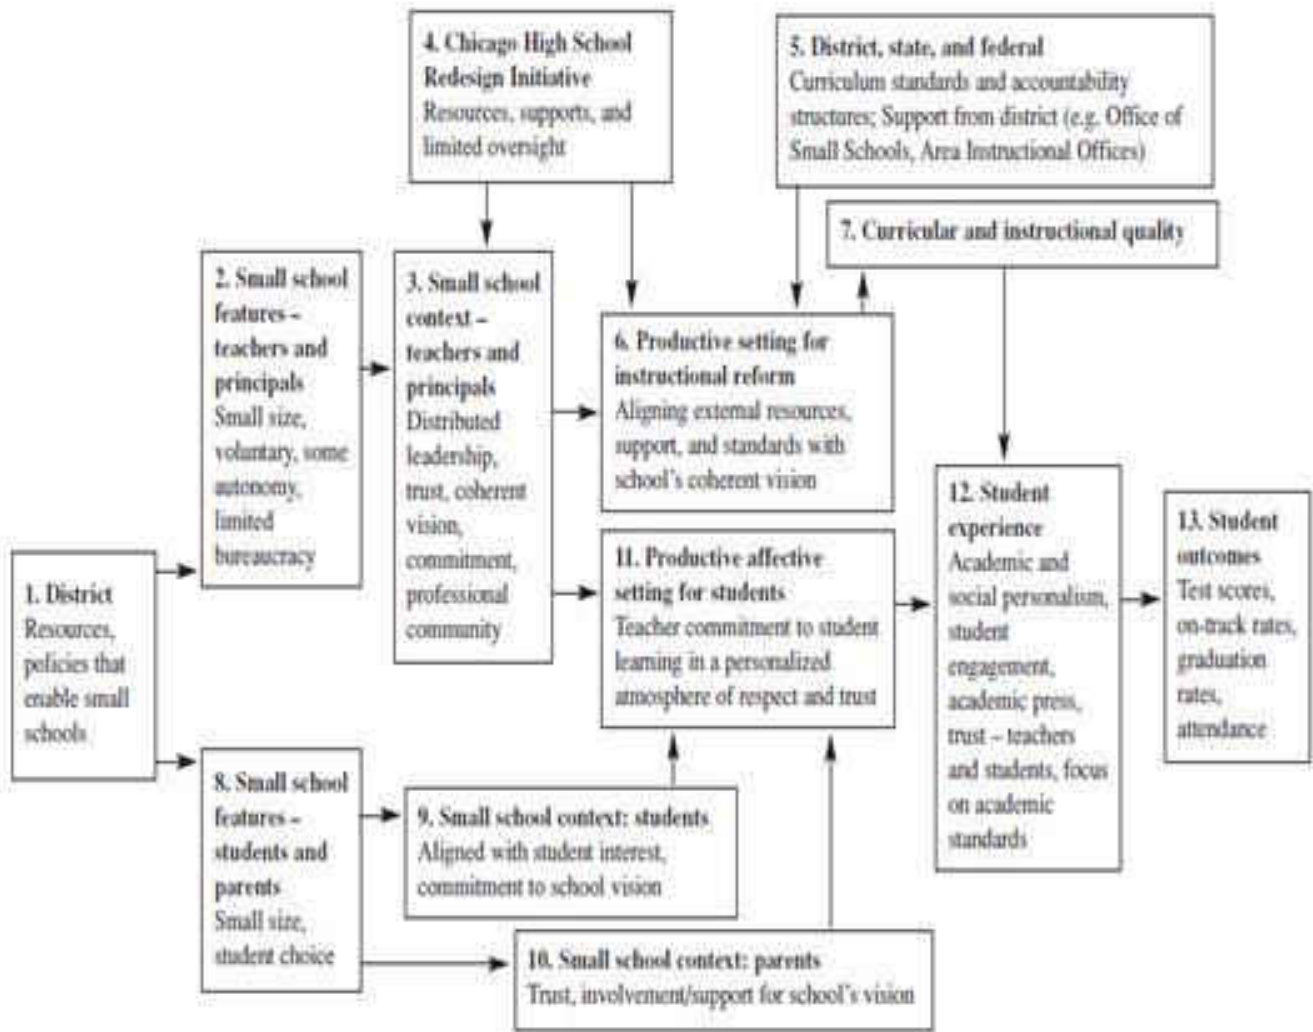 4. Chicago High School
Redesign Initiative
Resources, supports, and
limited oversight
5. District, state, and federal
Curriculum standards and accountability
structures; Support from district (e.g. Office of
Small Schools, Area Instructional Offices)
7. Curricular and instructional quality
2. Small school
features –
teachers and
principals
Small size,
voluntary, some
autonomy,
limited
bureaucracy
3. Small school
context –
teachers and
principals
Distributed
leadership,
trust, coherent
vision,
commitment,
professional
community
6. Productive setting for
instructional reform
Aligning external resources,
support, and standards with
school's coherent vision
1. District
Resources,
policies that
enable small
schools
11. Productive affective
setting for students
Teacher commitment to student
learning in a personalized
atmosphere of respect and trust
12. Student
experience
Academic and
social personalism,
student
engagement,
academic press,
trust – teachers
and students, focus
on academic
standards
13. Student
outcomes
Test scores,
on-track rates,
graduation
rates,
attendance
8. Small school
features –
students and
parents
Small size,
student choice
9. Small school context: students
Aligned with student interest,
commitment to school vision
10. Small school context: parents
Trust, involvement/support for school's vision